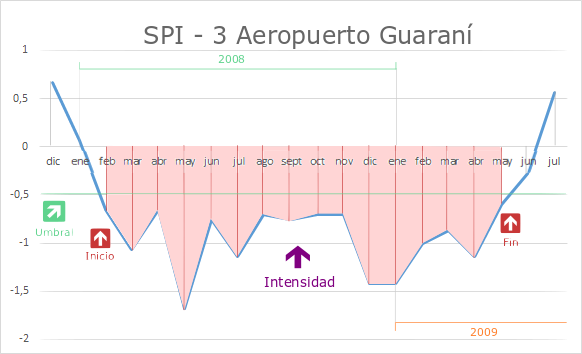 SPI - 3 Aeropuerto Guaraní
1
2008
0,5
0
dic ene feb mar abr may jun jul ago sept oct nov dic ene feb mar abr may jun jul
-0,5
Umbral
Inicio
Fin
-1
Intensidad
-1,5
2009
-2